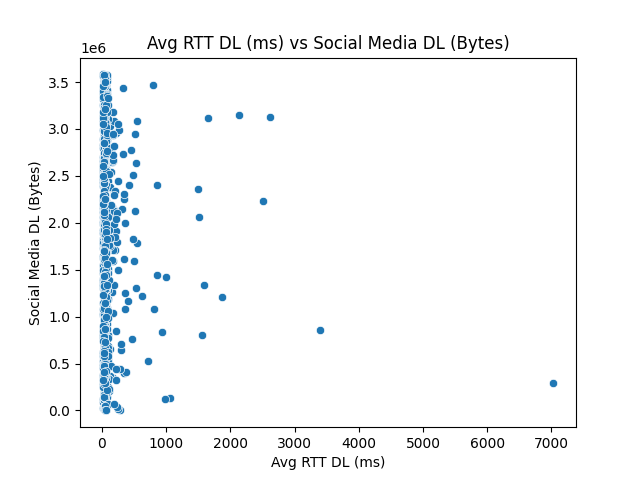 Avg RTT DL (ms) vs Social Media DL (Bytes)
1e6
3.5
3.0
2.5
2.0
1.5
1.0
0.5
0.0
Social Media DL (Bytes)
0 1000 2000 3000 4000 5000 6000 7000
Avg RTT DL (ms)